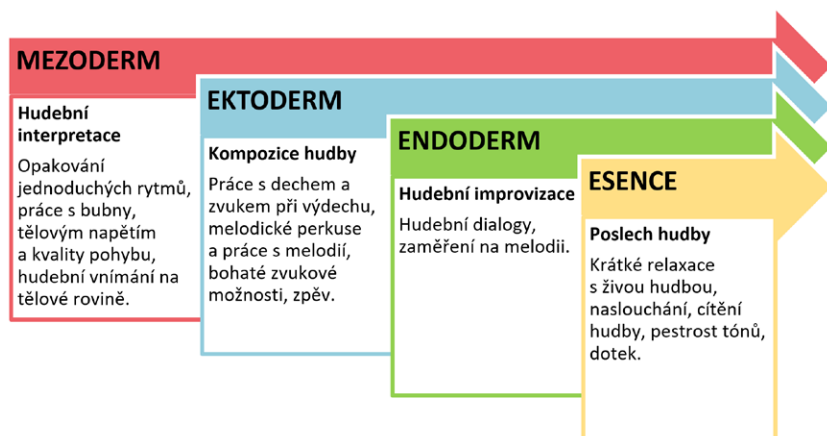 MEZODERM
Hudební
interpretace
Opakování
jednoduchých rytmů,
práce s bubny,
tělovým napětím
a kvality pohybu,
hudební vnímání na
tělové rovině.
EKTODERM
Kompozice hudby
Práce s dechem a
zvukem při výdechu,
melodické perkuse
a práce s melodií,
bohaté zvukové
možnosti, zpěv.
ENDODERM
Hudební improvizace
Hudební dialogy,
zaměření na melodii.
ESENCE
Poslech hudby
Krátké relaxace
s živou hudbou,
naslouchání, cítění
hudby, pestrost tónů,
dotek.